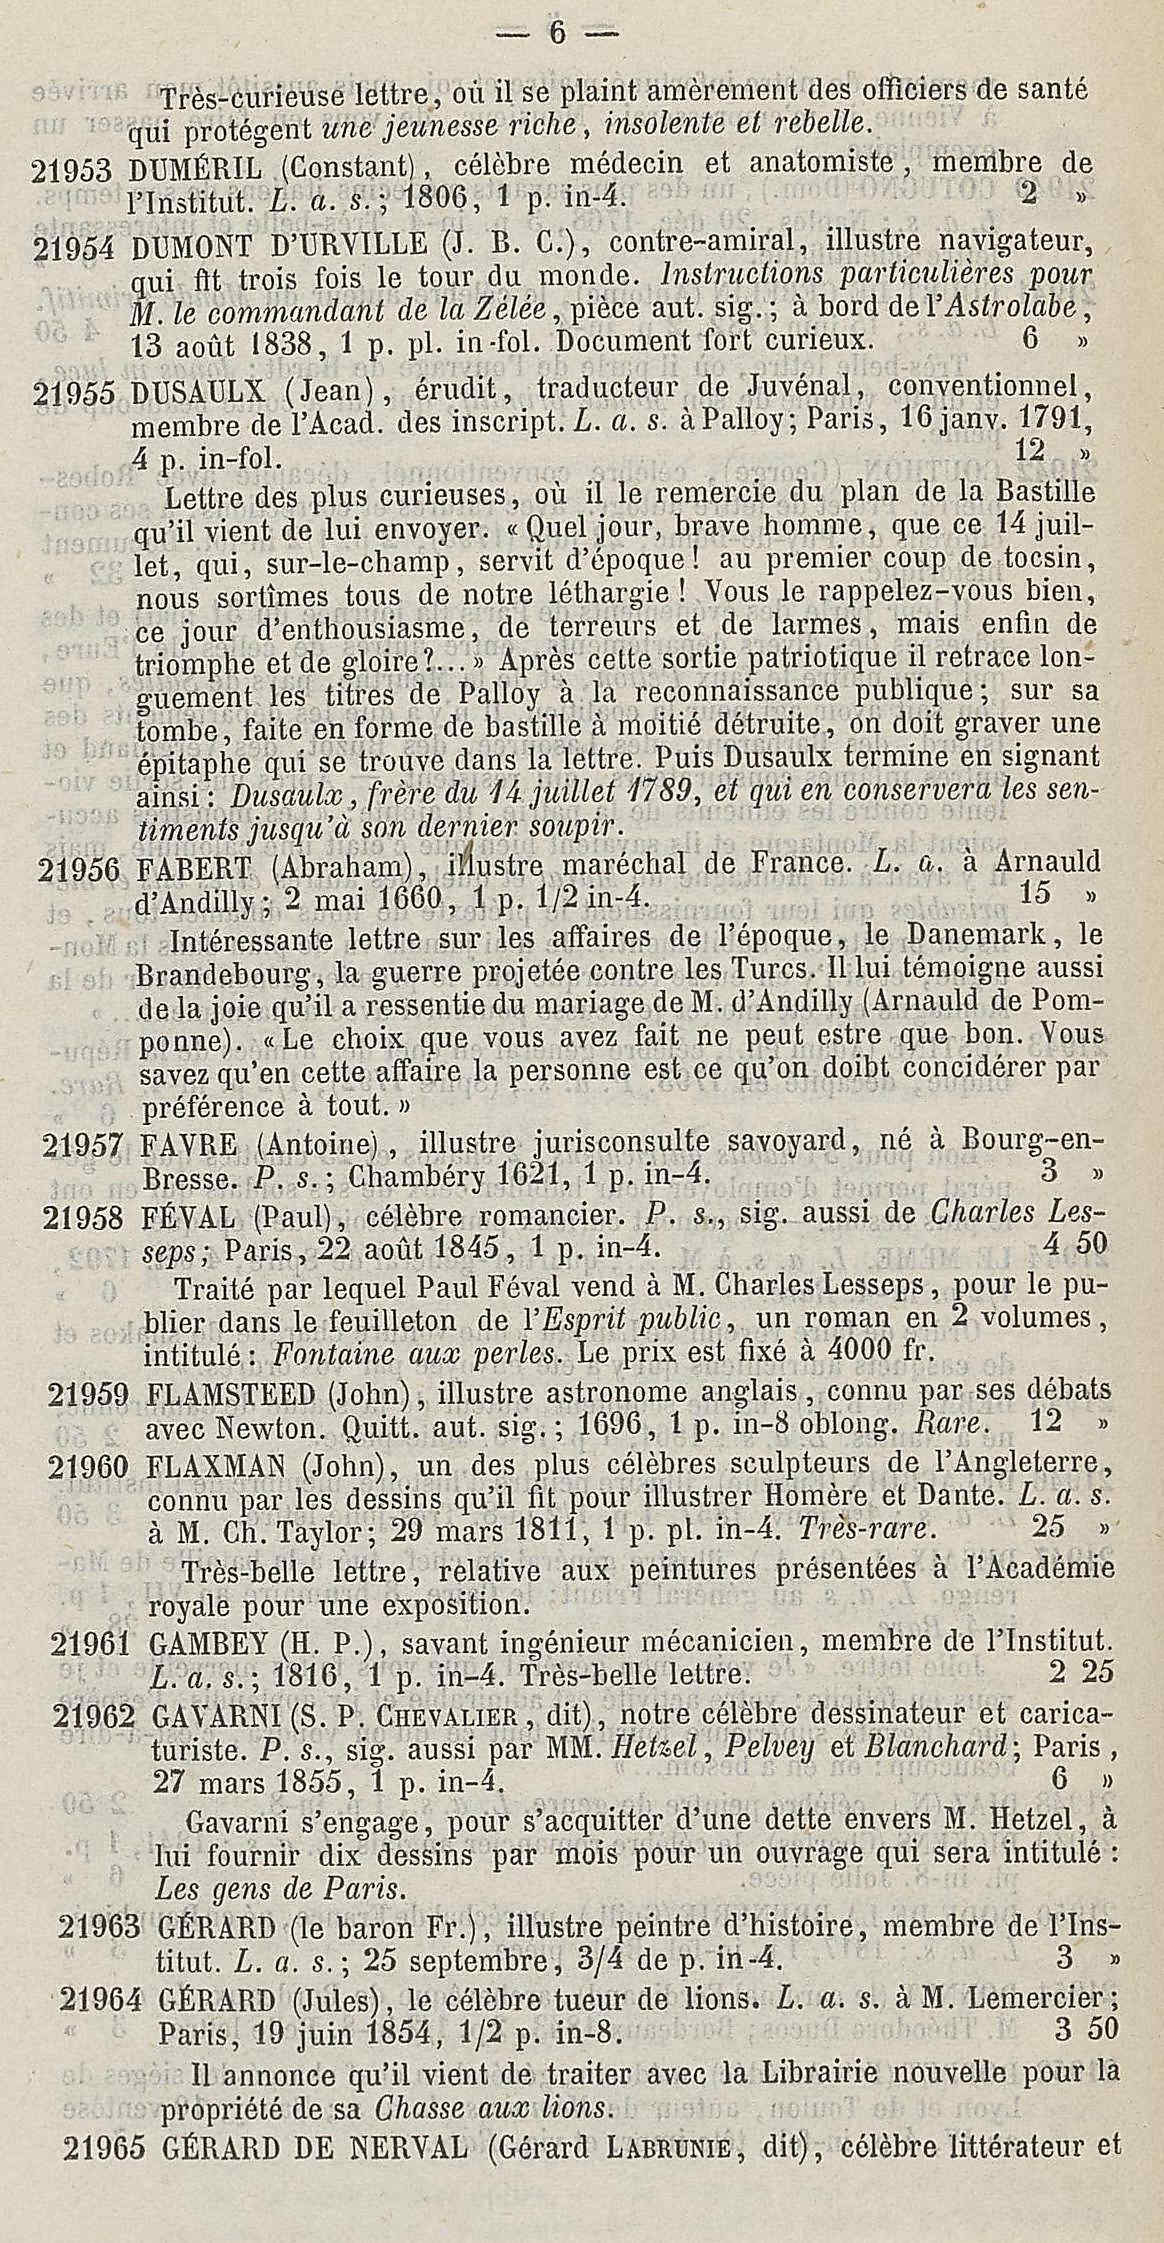 — 6 —
Très-curieuse lettre, où il se plaint amèrement des officiers de santé
qui protégent une jeunesse riche, insolente et rebelle.
21953 DUMÉRIL (Constant), célèbre médecin et anatomiste, membre de
l'Institut. L. a. s.; 1806, 1 p. in-4. 2 »
21954 DUMONT D'URVILLE (J. B. C.), contre-amiral, illustre navigateur,
qui fit trois fois le tour du monde. Instructions particulières pour
M. le commandant de la Zélée, pièce aut. sig.; à bord de l'Astrolabe,
13 août 1838, 1 p. pl. in-fol. Document fort curieux. 6 »
21955 DUSAULX (Jean), érudit, traducteur de Juvénal, conventionnel,
membre de l'Acad. des inscript. L. a. s. à Palloy; Paris, 16 janv. 1791,
4 p. in-fol. 12 »
Lettre des plus curieuses, où il le remercie du plan de la Bastille
qu'il vient de lui envoyer. « Quel jour, brave homme, que ce 14 juil-
let, qui, sur-le-champ, servit d'époque! au premier coup de tocsin,
nous sortîmes tous de notre léthargie! Vous le rappelez-vous bien,
ce jour d'enthousiasme, de terreurs et de larmes, mais enfin de
triomphe et de gloire?... » Après cette sortie patriotique il retrace lon-
guement les titres de Palloy à la reconnaissance publique; sur sa
tombe, faite en forme de bastille à moitié détruite, on doit graver une
épitaphe qui se trouve dans la lettre. Puis Dusaulx termine en signant
ainsi: Dusaulx, frère du 14 juillet 1789, et qui en conservera les sen-
timents jusqu'à son dernier soupir.
21956 FABERT (Abraham), illustre maréchal de France. L. a. à Arnauld
d'Andilly; 2 mai 1660, 1 p. 1/2 in-4. 15 »
Intéressante lettre sur les affaires de l'époque, le Danemark, le
Brandebourg, la guerre projetée contre les Turcs. Il lui témoigne aussi
de la joie qu'il a ressentie du mariage de M. d'Andilly (Arnauld de Pom-
ponne). «Le choix que vous avez fait ne peut estre que bon. Vous
savez qu'en cette affaire la personne est ce qu'on doibt concidérer par
préférence à tout. »
21957 FAVRE (Antoine), illustre jurisconsulte savoyard, né à Bourg-en-
Bresse. P. s.; Chambéry 1621, 1 p. in-4. 3 »
21958 FÉVAL (Paul), célèbre romancier. P. s., sig. aussi de Charles Les-
seps; Paris, 22 août 1845, 1 p. in-4. 4 50
Traité par lequel Paul Féval vend à M. Charles Lesseps, pour le pu-
blier dans le feuilleton de l'Esprit public, un roman en 2 volumes,
intitulé: Fontaine aux perles. Le prix est fixé à 4000 fr.
21959 FLAMSTEED (John), illustre astronome anglais, connu par ses débats
avec Newton. Quitt. aut. sig.; 1696, 1 p. in-8 oblong. Rare. 12 »
21960 FLAXMAN (John), un des plus célèbres sculpteurs de l'Angleterre,
connu par les dessins qu'il fit pour illustrer Homère et Dante. L. a. s.
à M. Ch. Taylor; 29 mars 1811, 1 p. pl. in-4. Très-rare. 25 »
Très-belle lettre, relative aux peintures présentées à l'Académie
royale pour une exposition.
21961 GAMBEY (H. P.), savant ingénieur mécanicien, membre de l'Institut.
L. a. s.; 1816, 1 p. in-4. Très-belle lettre. 2 25
21962 GAVARNI (S. P. CHEVALIER, dit), notre célèbre dessinateur et carica-
turiste. P. s., sig. aussi par MM. Hetzel, Pelvey et Blanchard; Paris,
27 mars 1855, 1 p. in-4. 6 »
Gavarni s'engage, pour s'acquitter d'une dette envers M. Hetzel, à
lui fournir dix dessins par mois pour un ouvrage qui sera intitulé :
Les gens de Paris.
21963 GÉRARD (le baron Fr.), illustre peintre d'histoire, membre de l'Ins-
titut. L. a. s.; 25 septembre, 3/4 de p. in-4. 3 »
21964 GÉRARD (Jules), le célèbre tueur de lions. L. a. s. à M. Lemercier;
Paris, 19 juin 1854, 1/2 p. in-8. 3 50
Il annonce qu'il vient de traiter avec la Librairie nouvelle pour la
propriété de sa Chasse aux lions.
21965 GÉRARD DE NERVAL (Gérard LABRUNIE, dit), célèbre littérateur et